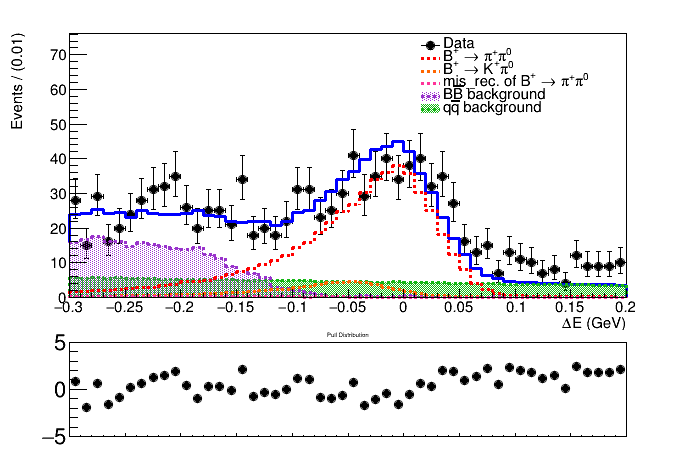 Events / (0.01)
70
60
50
40
30
20
10
0
Data
B⁺ → π⁺π⁰
B⁺ → K⁺π⁰
mis_rec. of B⁺ → π⁺π⁰
BB̅ background
qq̅ background
−0.3 −0.25 −0.2 −0.15 −0.1 −0.05 0 0.05 0.1 0.15 0.2
ΔE (GeV)
Pull Distribution
5
0
−5